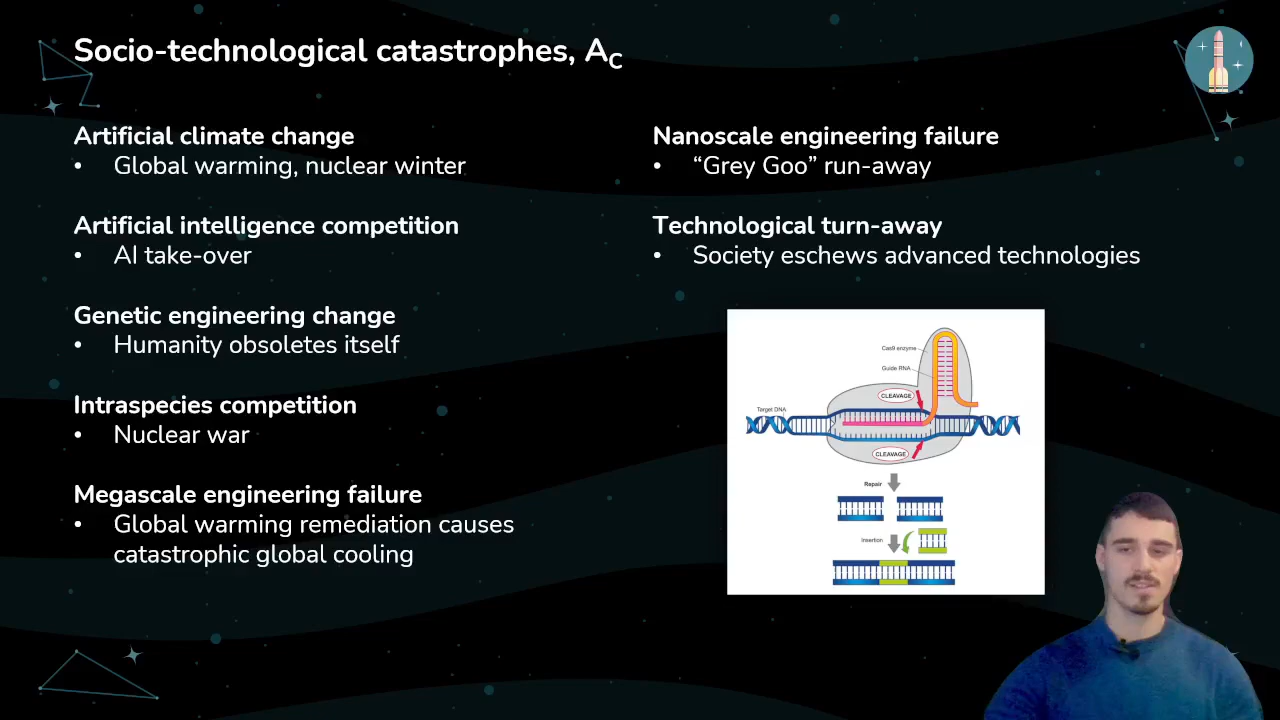 Socio-technological catastrophes, AC
Artificial climate change
• Global warming, nuclear winter
Artificial intelligence competition
• AI take-over
Genetic engineering change
• Humanity obsoletes itself
Intraspecies competition
• Nuclear war
Megascale engineering failure
• Global warming remediation causes
catastrophic global cooling
Nanoscale engineering failure
• “Grey Goo” run-away
Technological turn-away
• Society eschews advanced technologies
Cas9 enzyme
Guide RNA
CLEAVAGE
Target DNA
CLEAVAGE
Repair
Insertion